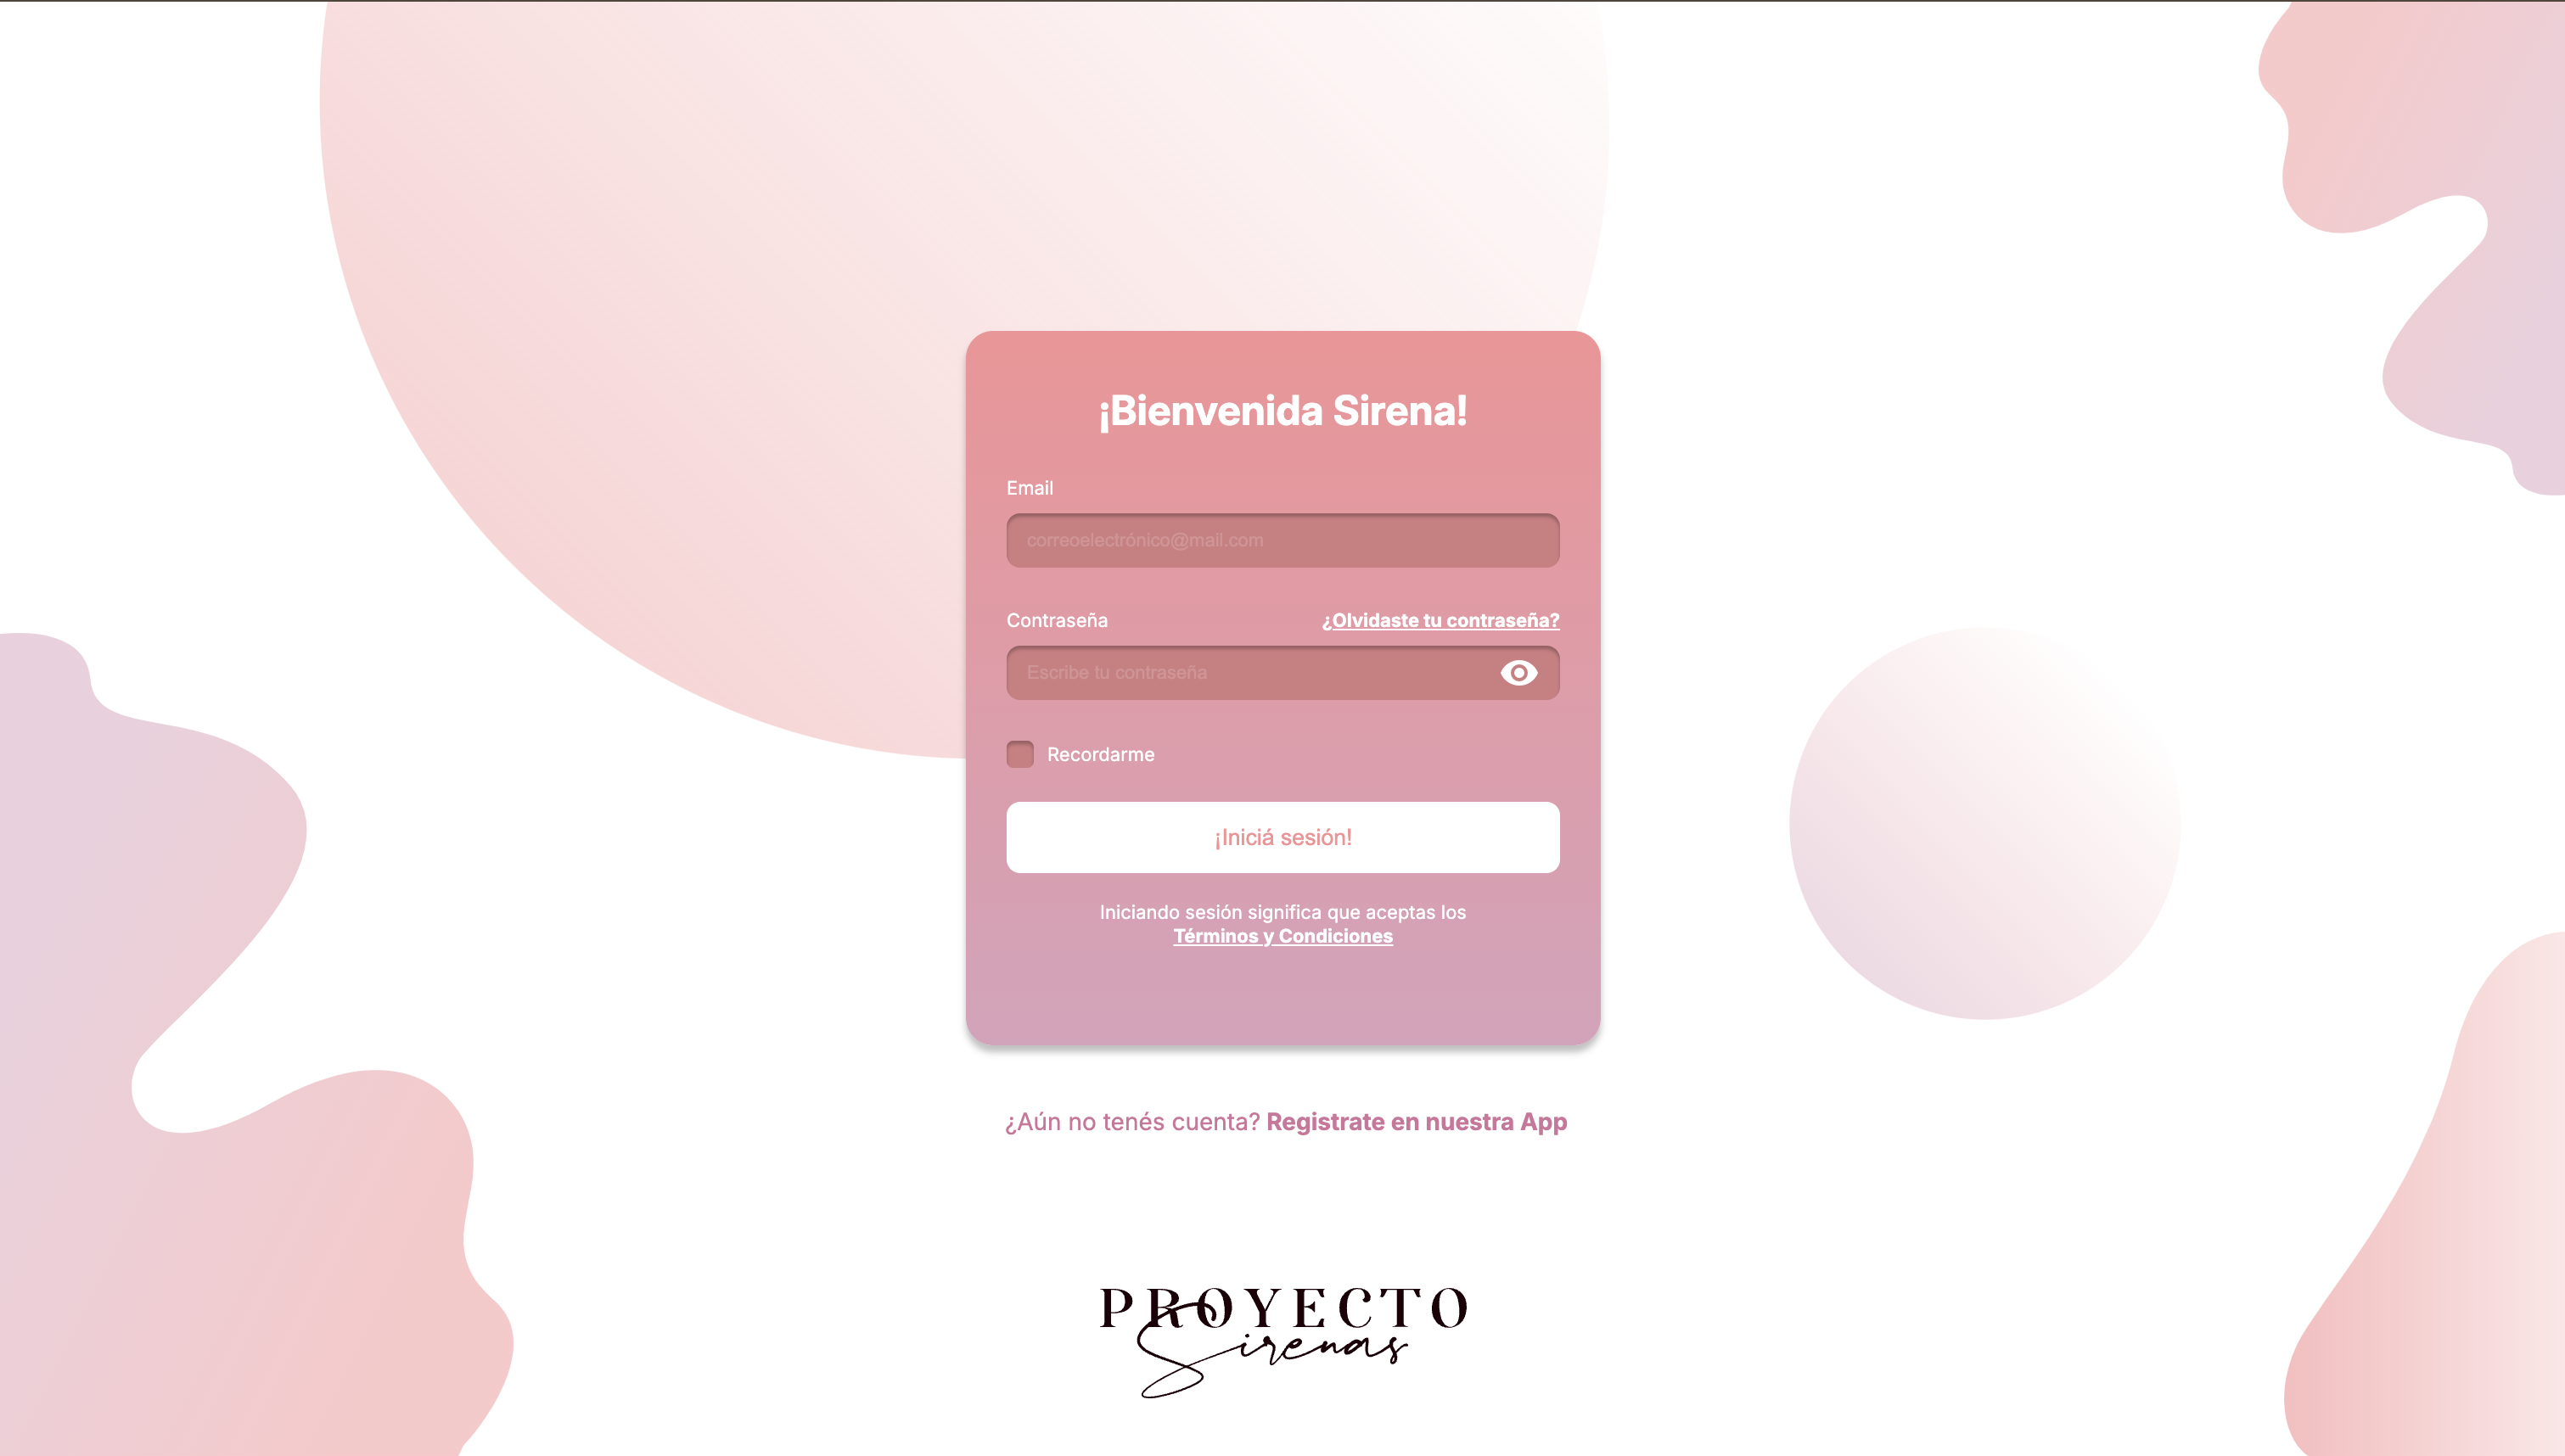 ¡Bienvenida Sirena!
Email
correoelectrónico@mail.com
Contraseña ¿Olvidaste tu contraseña?
Escribe tu contraseña
Recordarme
¡Iniciá sesión!
Iniciando sesión significa que aceptas los
Términos y Condiciones
¿Aún no tenés cuenta? Registrate en nuestra App
PROYECTO
Sirenas